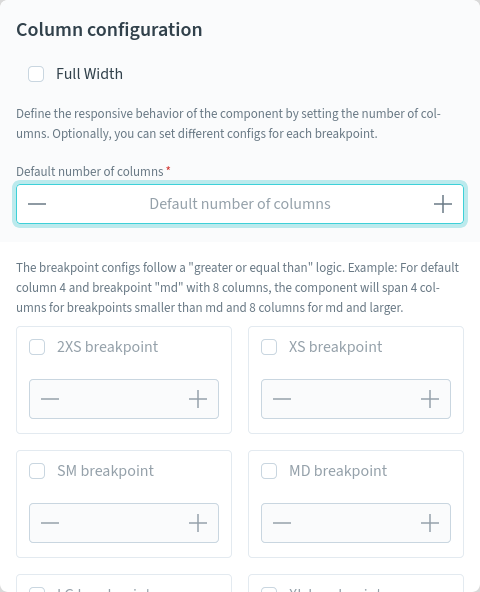 Column configuration
Full Width
Define the responsive behavior of the component by setting the number of col-
umns. Optionally, you can set different configs for each breakpoint.
Default number of columns *
Default number of columns
The breakpoint configs follow a "greater or equal than" logic. Example: For default
column 4 and breakpoint "md" with 8 columns, the component will span 4 col-
umns for breakpoints smaller than md and 8 columns for md and larger.
2XS breakpoint
XS breakpoint
SM breakpoint
MD breakpoint